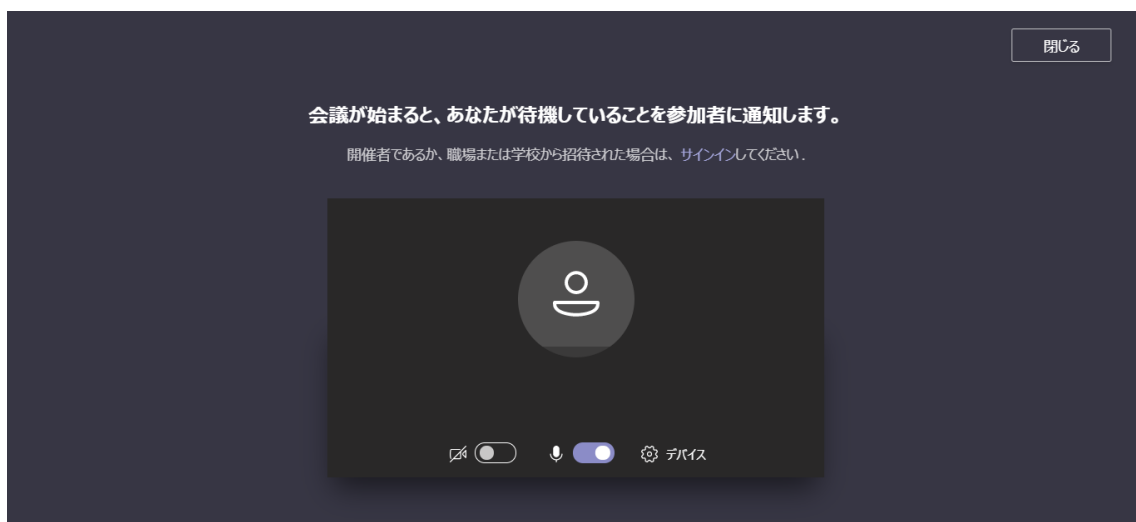 閉じる
会議が始まると、あなたが待機していることを参加者に通知します。
開催者であるか、職場または学校から招待された場合は、サインインしてください.
デバイス